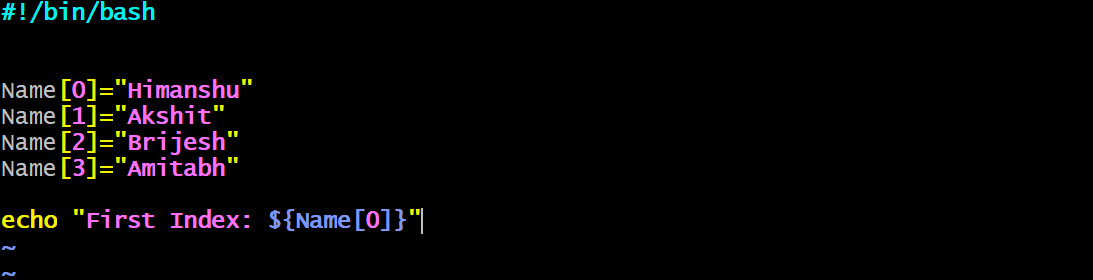 #!/bin/bash
Name[0]="Himanshu"
Name[1]="Akshit"
Name[2]="Brijesh"
Name[3]="Amitabh"
echo "First Index: ${Name[0]}"
~
~